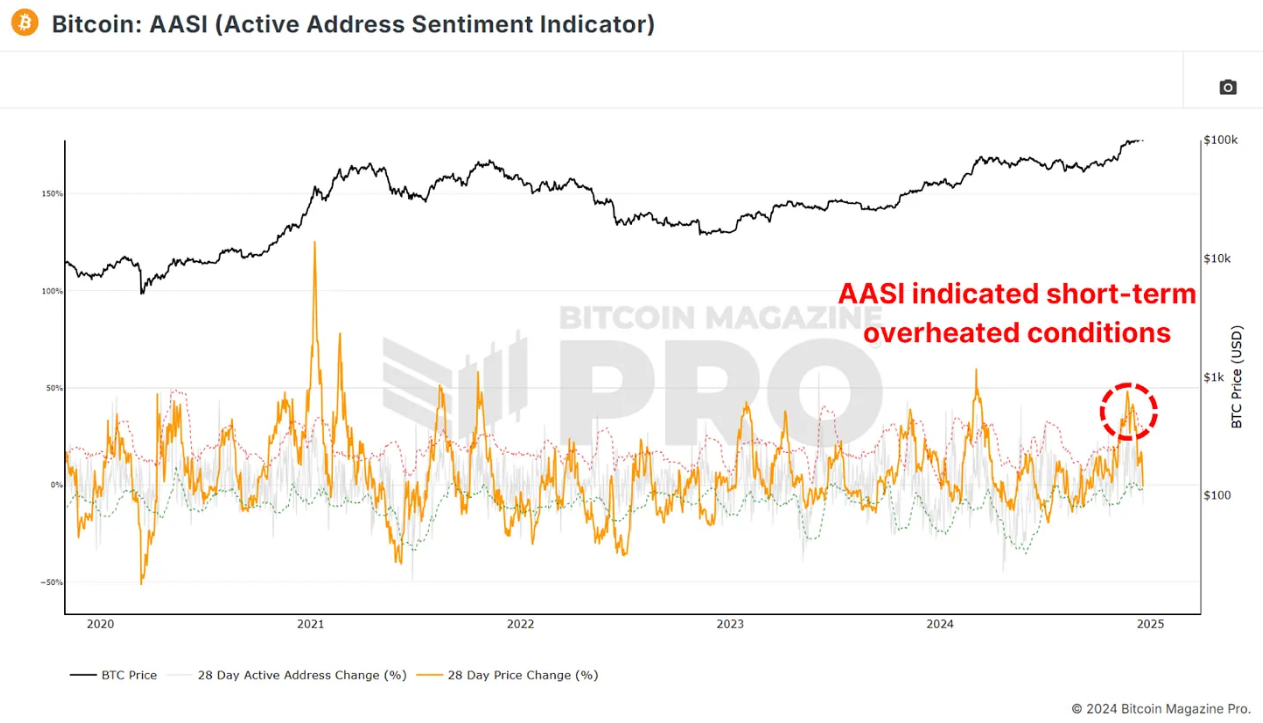 Bitcoin: AASI (Active Address Sentiment Indicator)
$100k
150%
$10k
100%
AASI indicated short-term
overheated conditions
BITCOIN MAGAZINE
PRO
BTC Price (USD)
$1k
50%
0%
$100
−50%
2020 2021 2022 2023 2024 2025
BTC Price 28 Day Active Address Change (%) 28 Day Price Change (%)
© 2024 Bitcoin Magazine Pro.